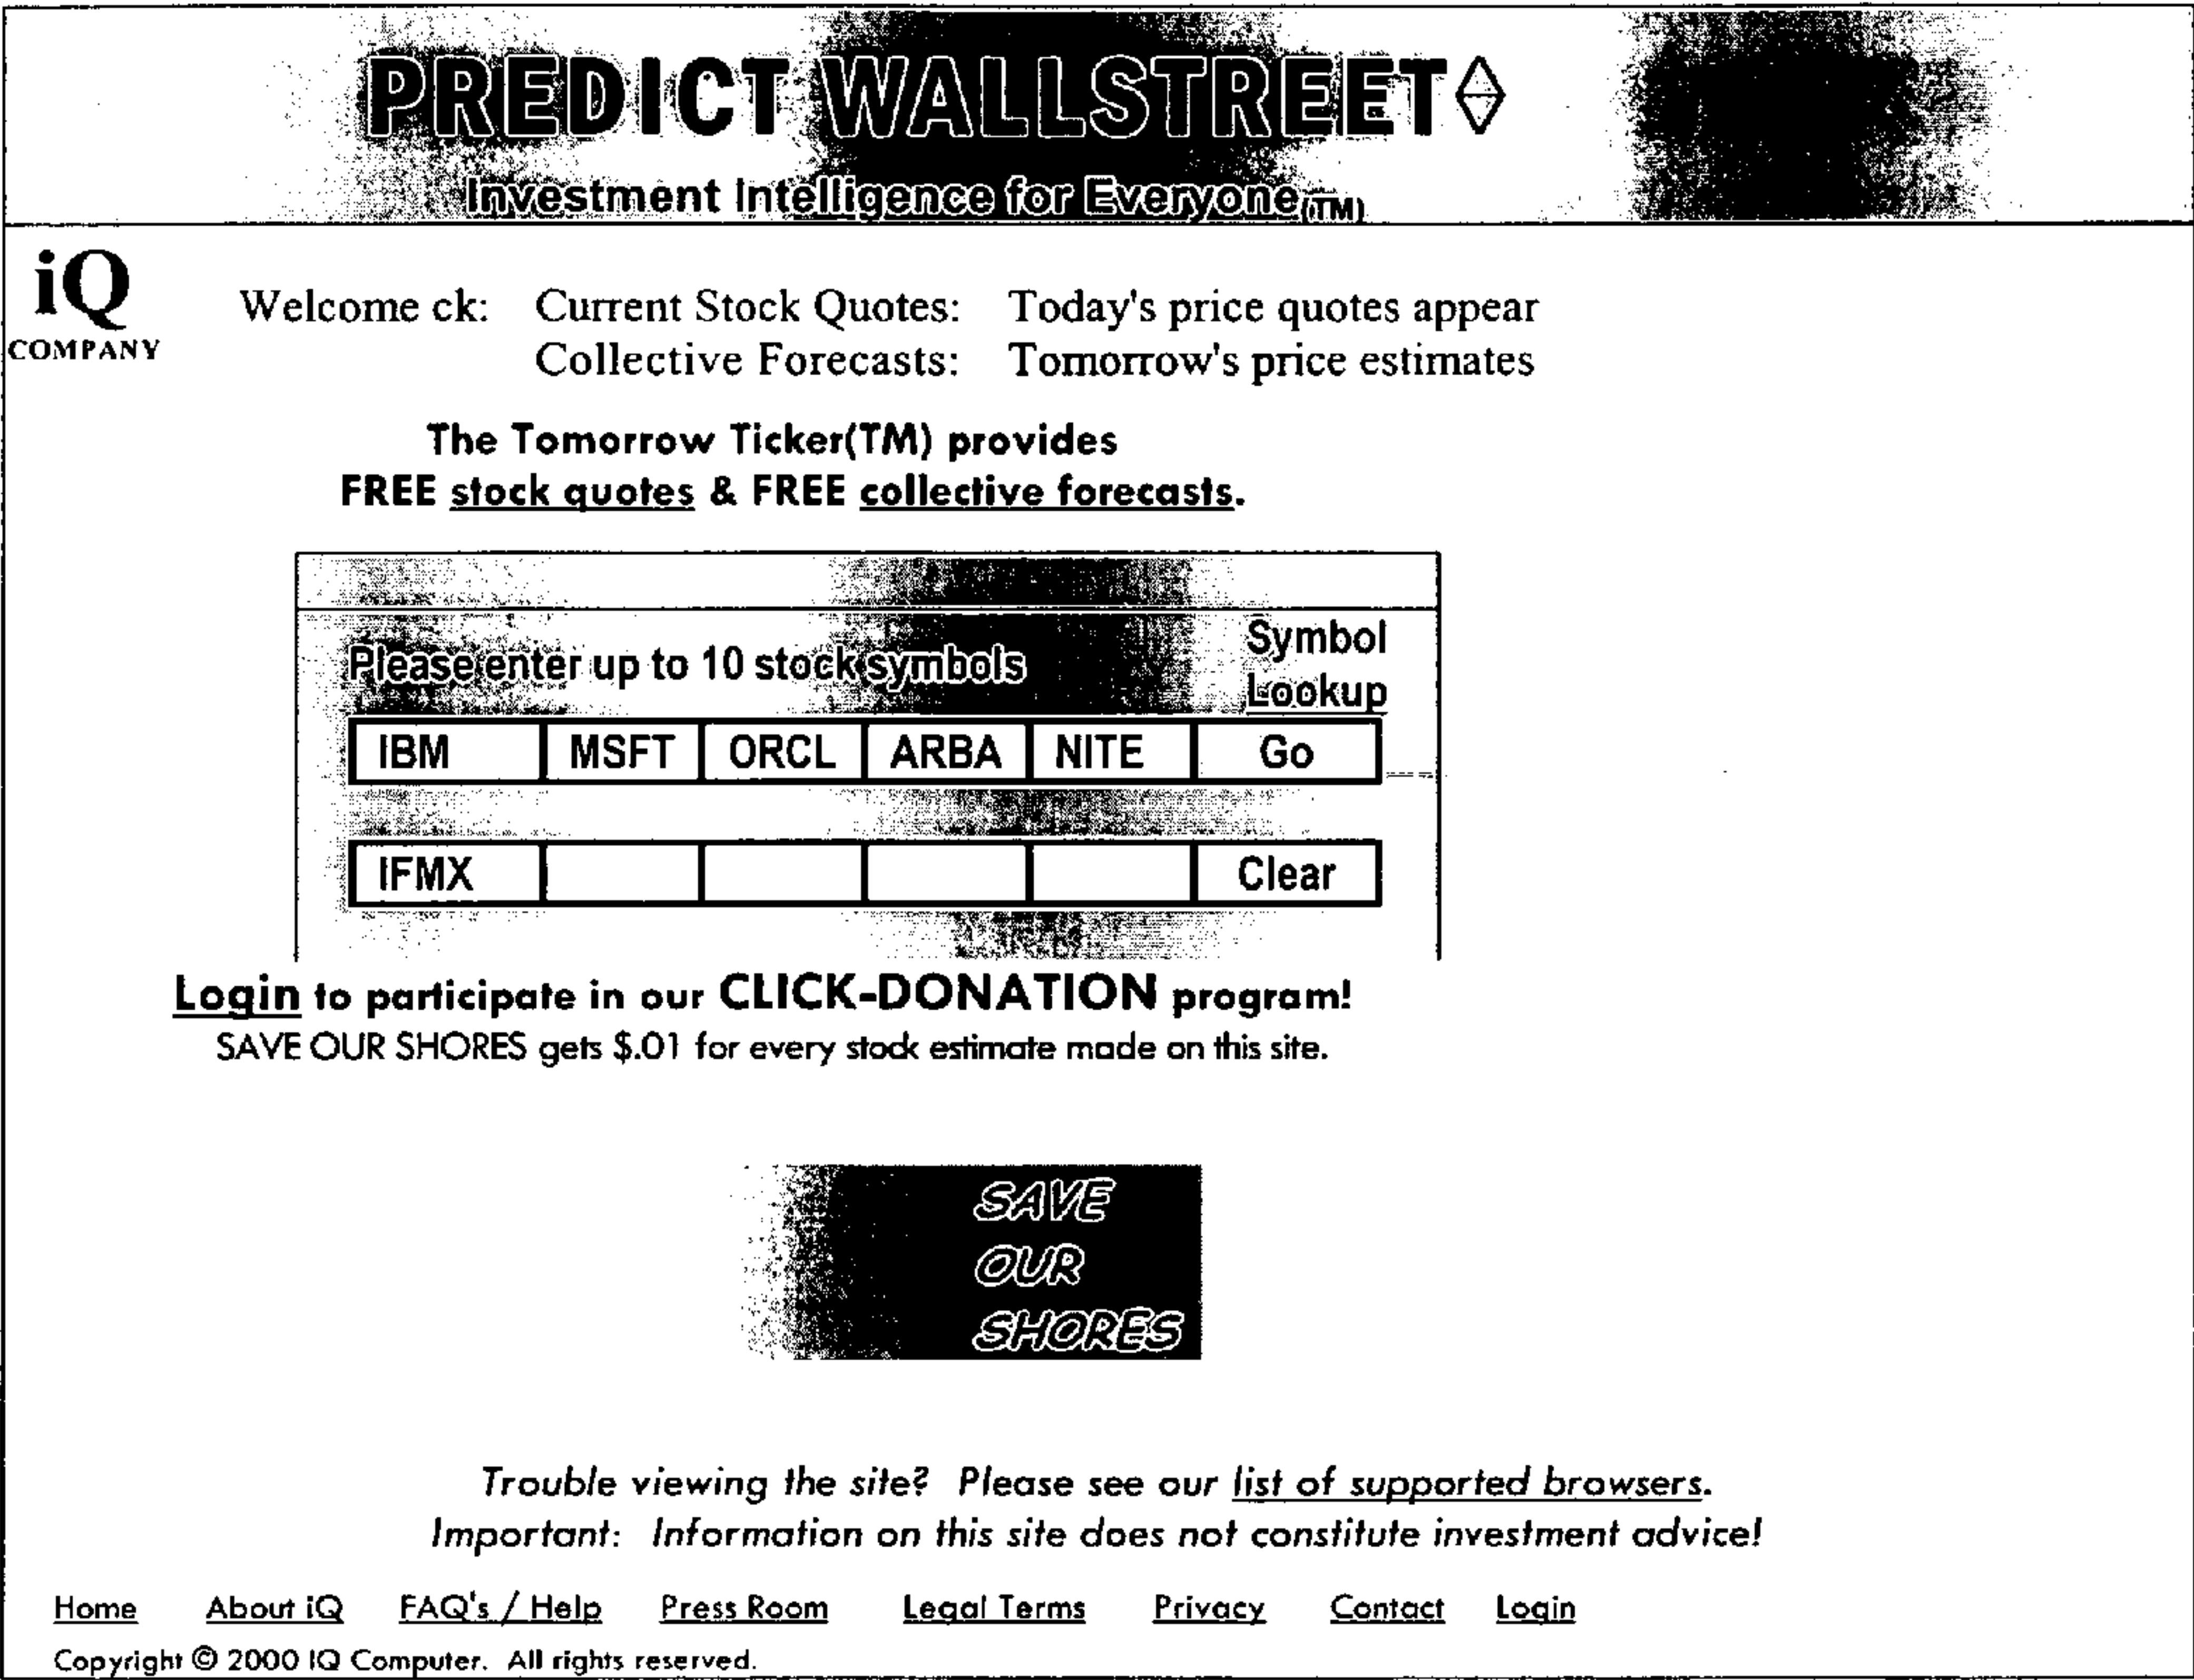 PREDICT WALLSTREET
Investment Intelligence for Everyone(TM)
iQ
COMPANY
Welcome ck: Current Stock Quotes: Today's price quotes appear
Collective Forecasts: Tomorrow's price estimates
The Tomorrow Ticker(TM) provides
FREE stock quotes & FREE collective forecasts.
Please enter up to 10 stock symbols
Symbol
Lookup
IBM MSFT ORCL ARBA NITE Go
IFMX Clear
Login to participate in our CLICK-DONATION program!
SAVE OUR SHORES gets $.01 for every stock estimate made on this site.
SAVE
OUR
SHORES
Trouble viewing the site? Please see our list of supported browsers.
Important: Information on this site does not constitute investment advice!
Home About iQ FAQ's / Help Press Room Legal Terms Privacy Contact Login
Copyright © 2000 IQ Computer. All rights reserved.